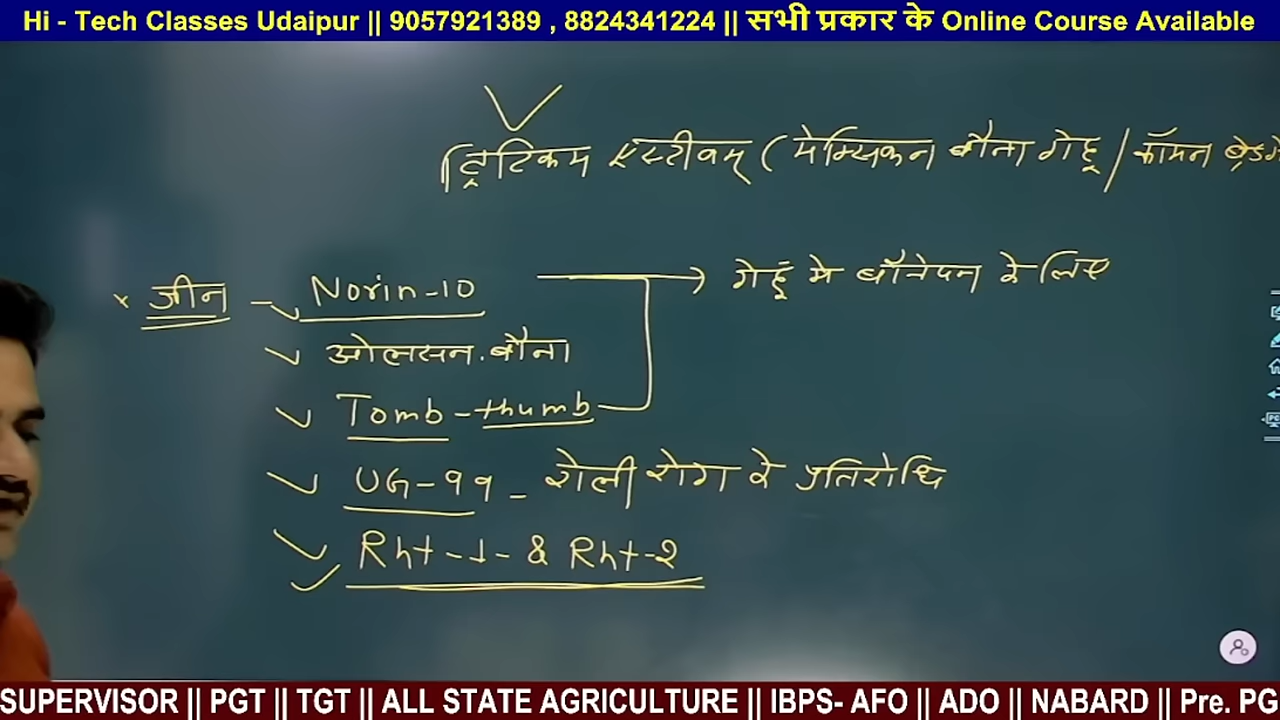 Hi - Tech Classes Udaipur || 9057921389 , 8824341224 || सभी प्रकार के Online Course Available
ट्रिटिकम एस्टीवम् ( मेक्सिकन बौना गेहू / कॉमन ब्रेड
* जीन - Norin-10 → गेहूं मे बौनेपन के लिए
ओलसन. बौना
Tomb-thumb
UG-99 - रोली रोग के प्रतिरोधि
Rht-1- & Rht-2
SUPERVISOR || PGT || TGT || ALL STATE AGRICULTURE || IBPS- AFO || ADO || NABARD || Pre. PG